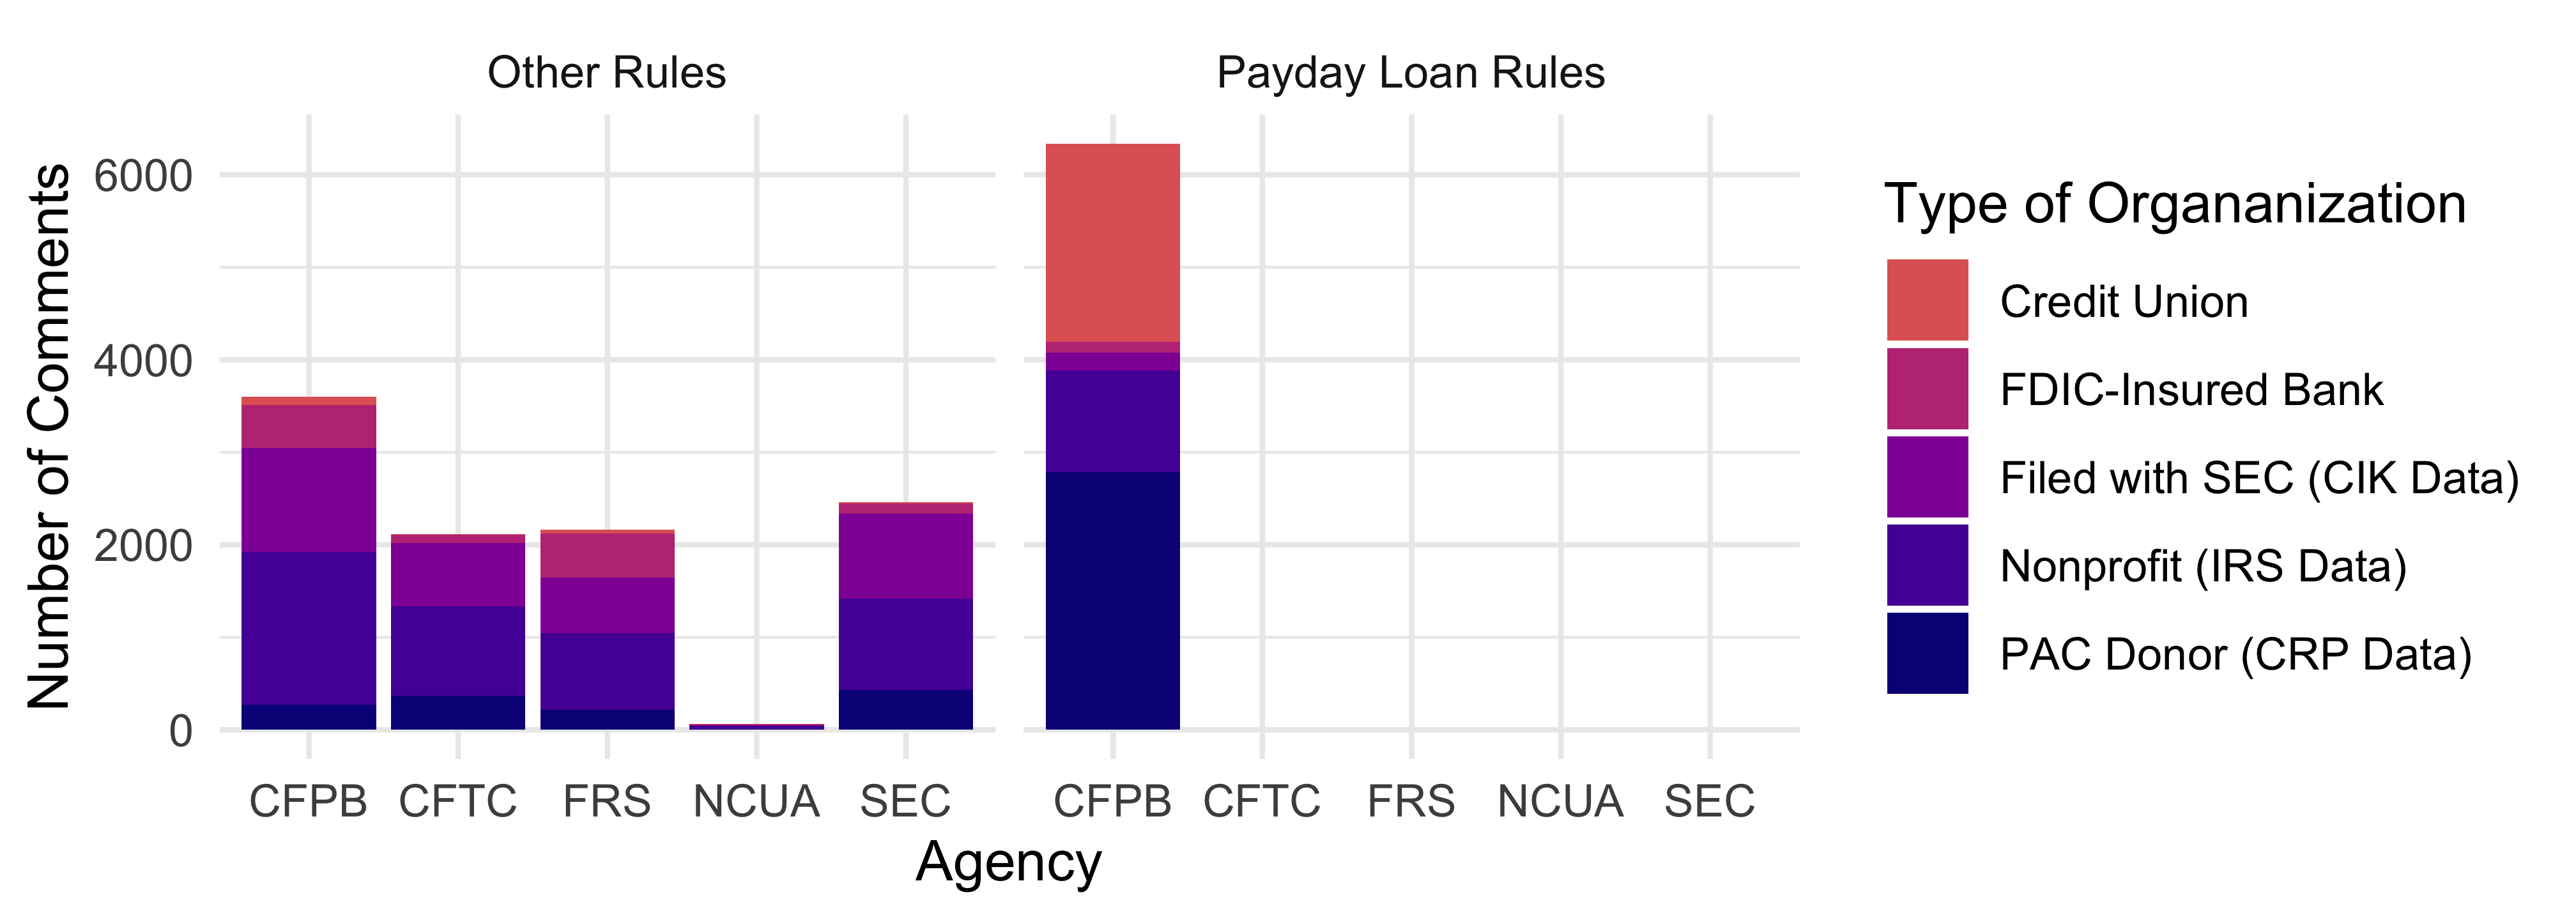 Other Rules
Payday Loan Rules
Number of Comments
6000
4000
2000
0
CFPB CFTC FRS NCUA SEC
CFPB CFTC FRS NCUA SEC
Agency
Type of Organanization
Credit Union
FDIC-Insured Bank
Filed with SEC (CIK Data)
Nonprofit (IRS Data)
PAC Donor (CRP Data)